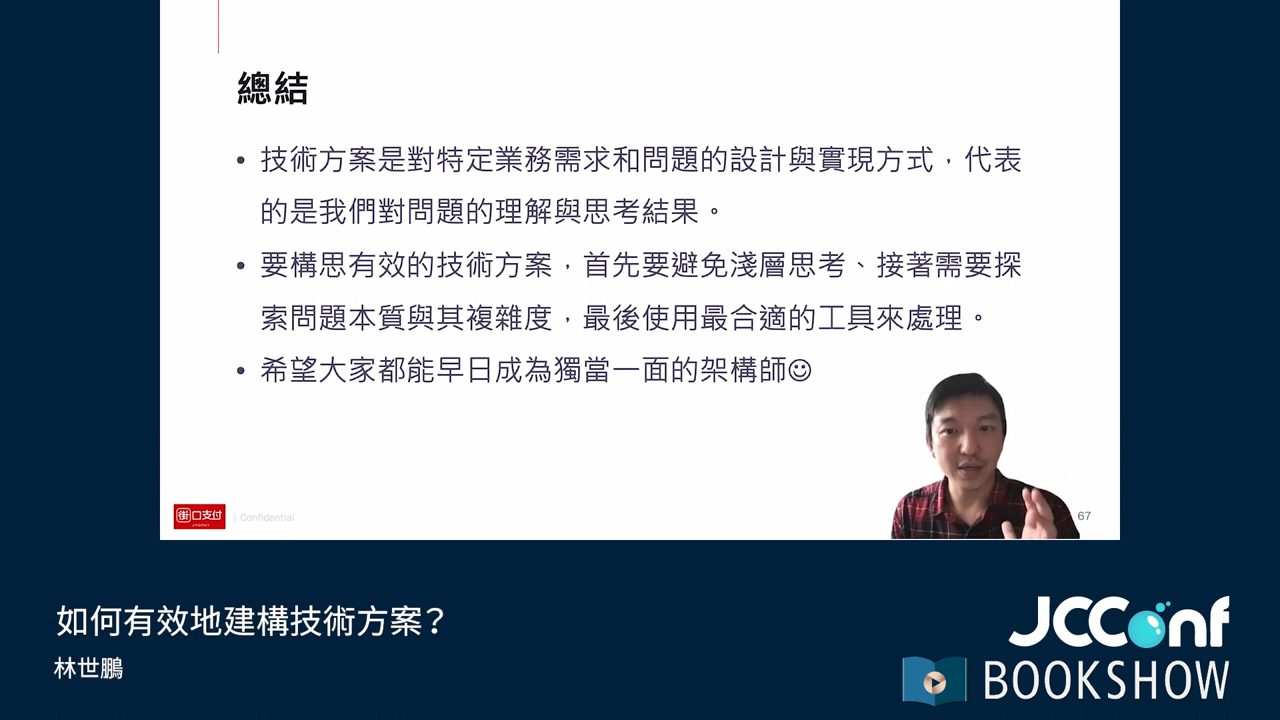 總結
• 技術方案是對特定業務需求和問題的設計與實現方式，代表
的是我們對問題的理解與思考結果。
• 要構思有效的技術方案，首先要避免淺層思考、接著需要探
索問題本質與其複雜度，最後使用最合適的工具來處理。
• 希望大家都能早日成為獨當一面的架構師☺
街口支付
JKOPAY
| Confidential
67
如何有效地建構技術方案？
林世鵬
JCConf
BOOKSHOW